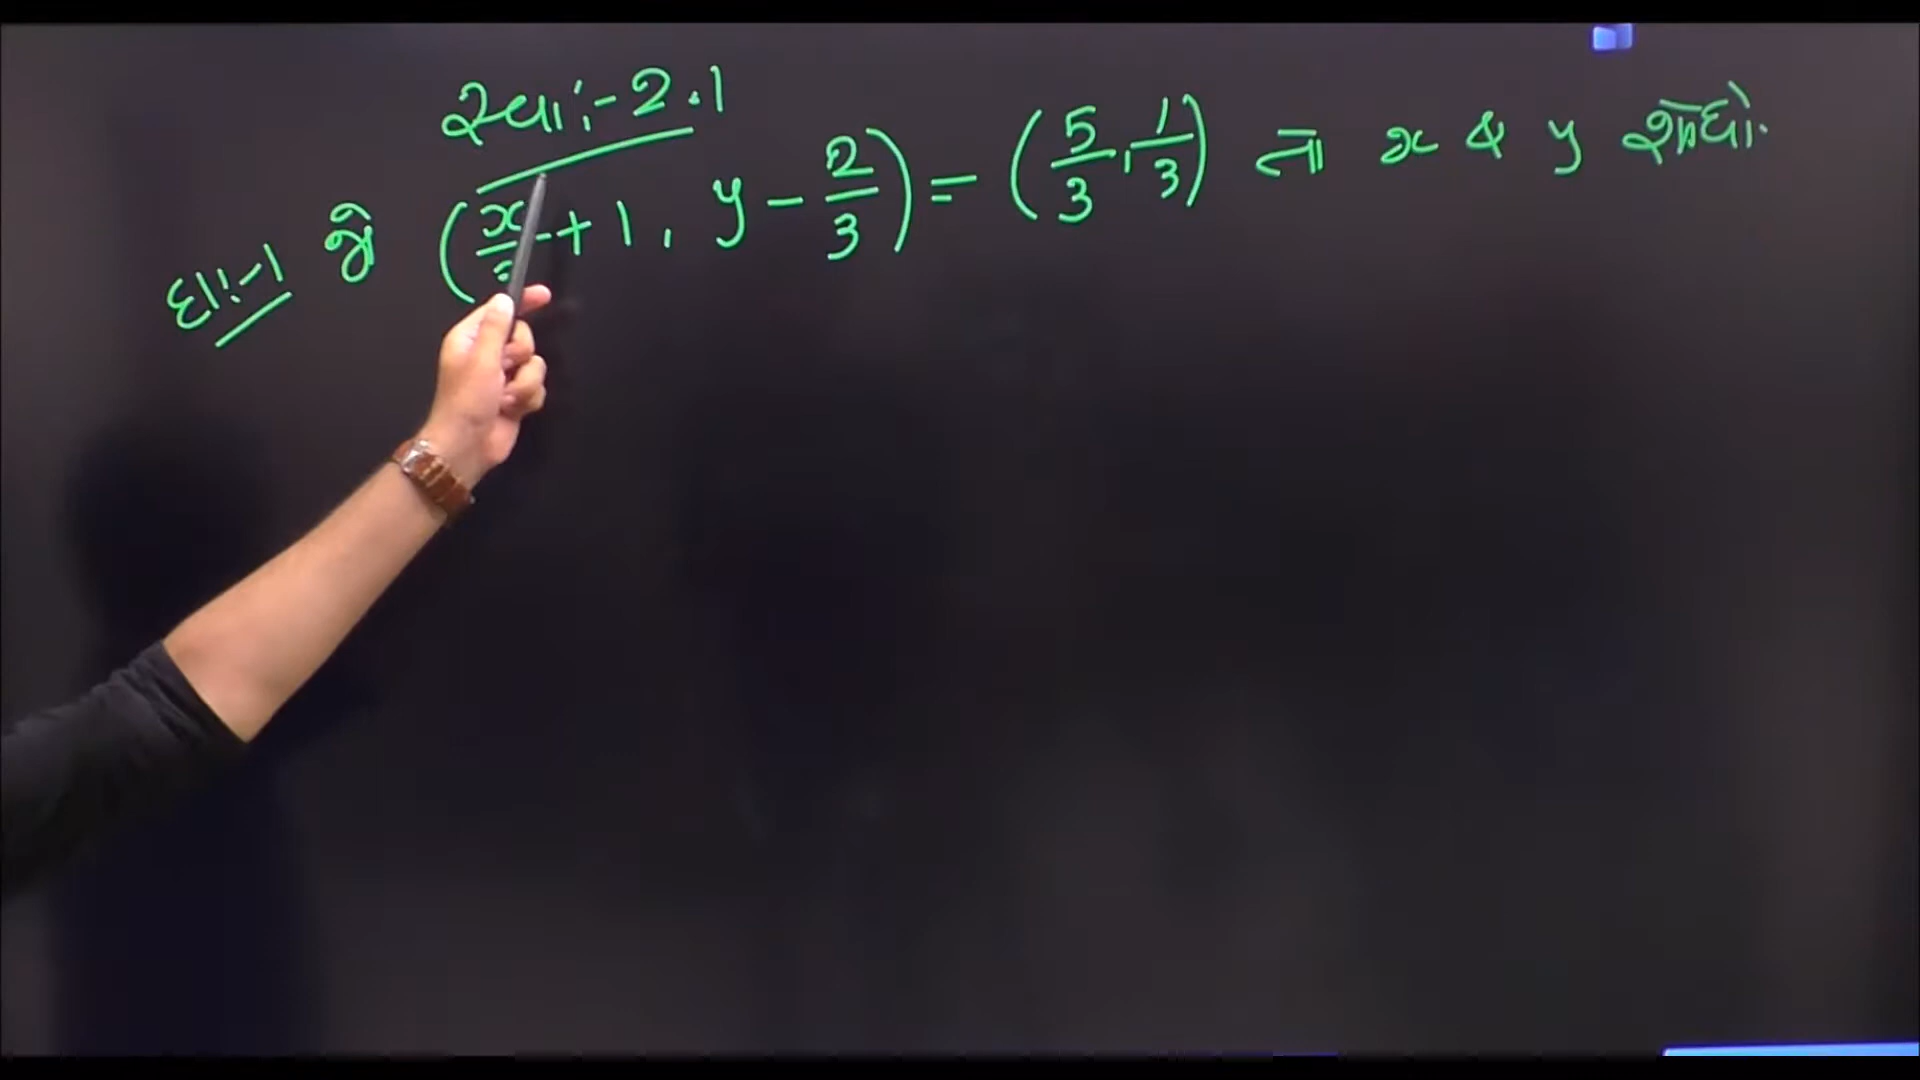 સ્વા:-2.1
દા:-1 જો (x/3 + 1, y - 2/3) = (5/3, 1/3) તો x & y શોધો.